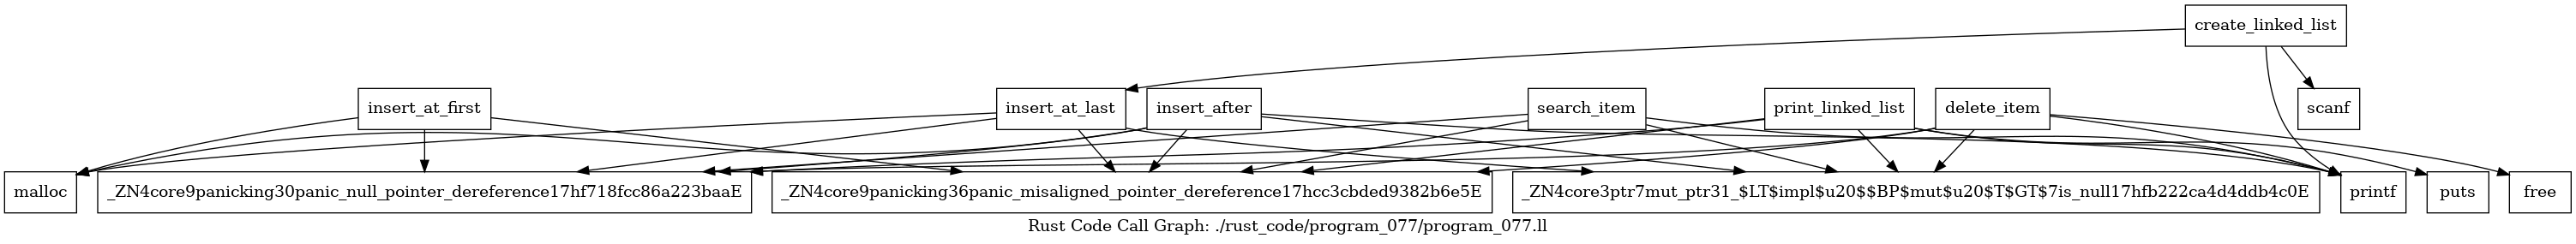 create_linked_list
insert_at_first
insert_at_last
insert_after
search_item
print_linked_list
delete_item
scanf
malloc
_ZN4core9panicking30panic_null_pointer_dereference17hf718fcc86a223baaE
_ZN4core9panicking36panic_misaligned_pointer_dereference17hcc3cbded9382b6e5E
_ZN4core3ptr7mut_ptr31_$LT$impl$u20$$BP$mut$u20$T$GT$7is_null17hfb222ca4d4ddb4c0E
printf
puts
free
Rust Code Call Graph: ./rust_code/program_077/program_077.ll